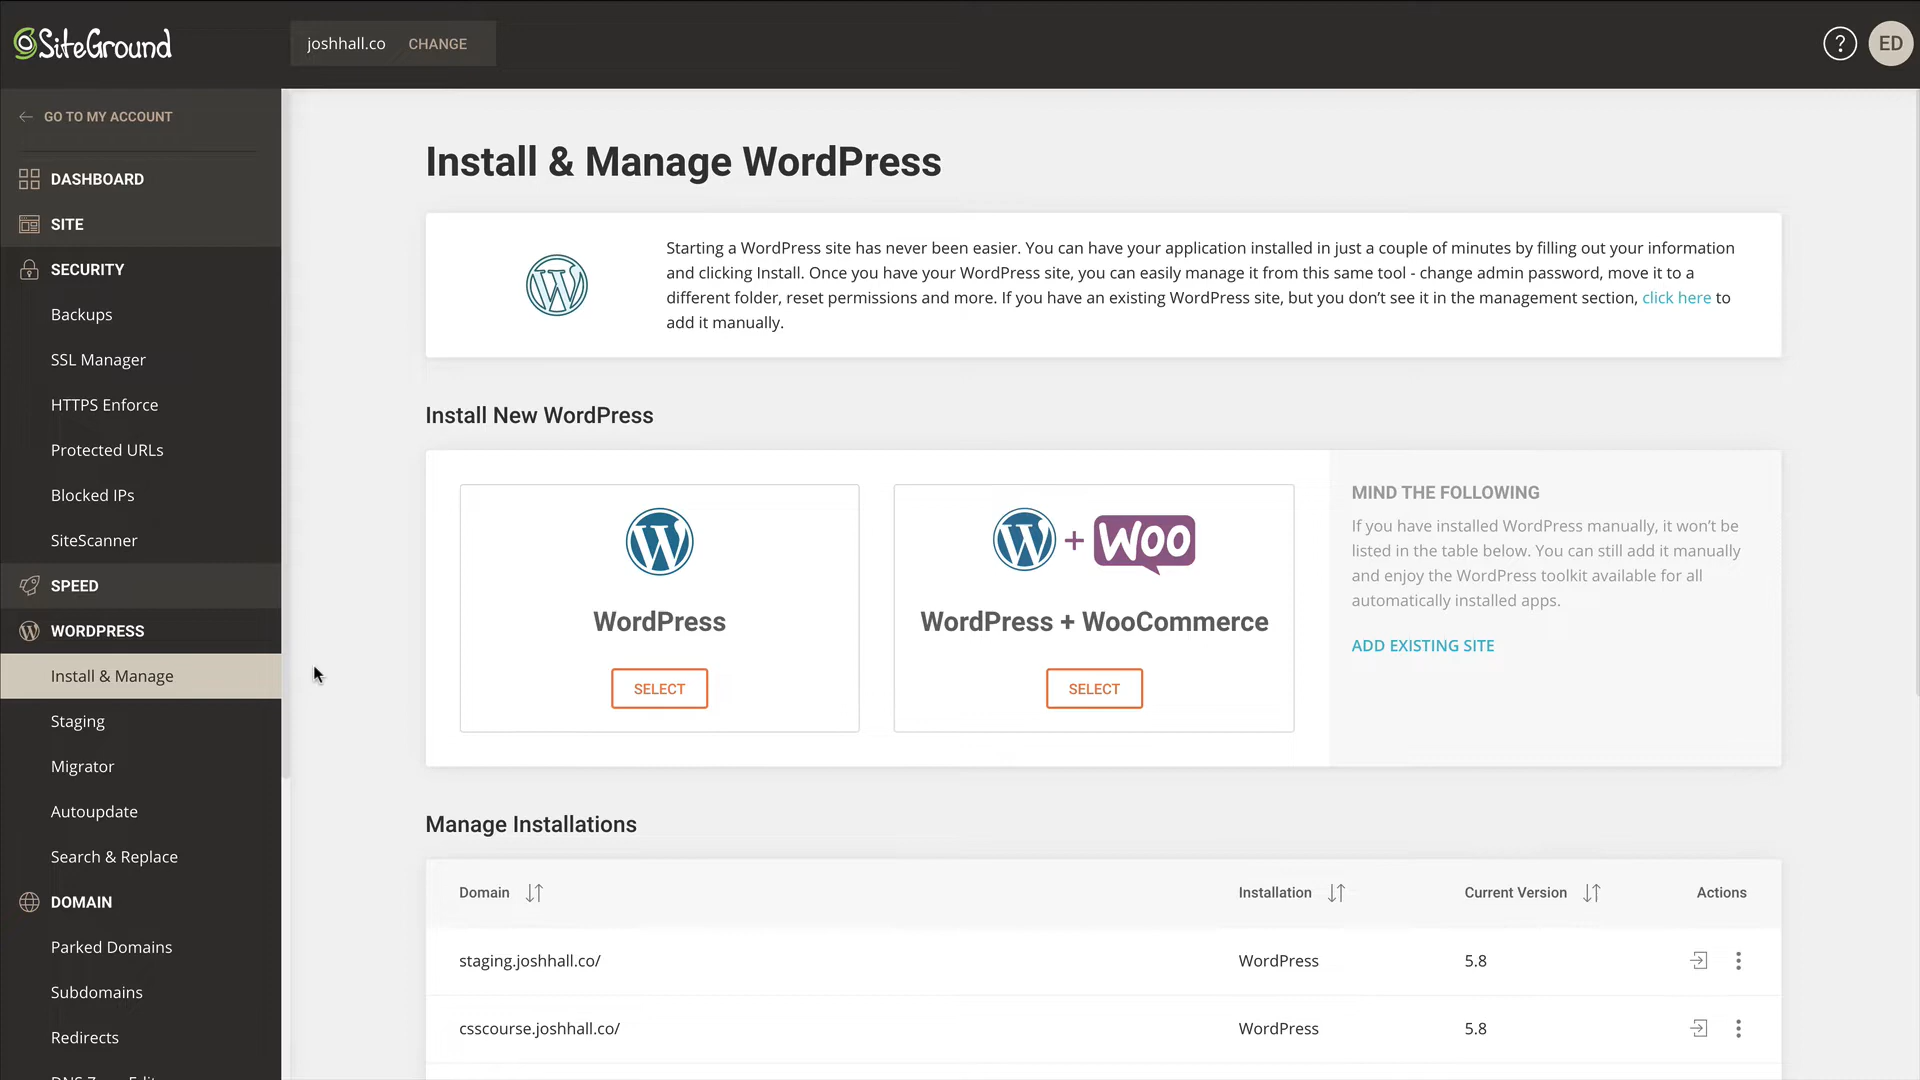 SiteGround
joshhall.co CHANGE
?
ED
GO TO MY ACCOUNT
DASHBOARD
SITE
SECURITY
Backups
SSL Manager
HTTPS Enforce
Protected URLs
Blocked IPs
SiteScanner
SPEED
WORDPRESS
Install & Manage
Staging
Migrator
Autoupdate
Search & Replace
DOMAIN
Parked Domains
Subdomains
Redirects
Install & Manage WordPress
Starting a WordPress site has never been easier. You can have your application installed in just a couple of minutes by filling out your information
and clicking Install. Once you have your WordPress site, you can easily manage it from this same tool - change admin password, move it to a
different folder, reset permissions and more. If you have an existing WordPress site, but you don’t see it in the management section, click here to
add it manually.
Install New WordPress
WordPress
SELECT
+ WOO
WordPress + WooCommerce
SELECT
MIND THE FOLLOWING
If you have installed WordPress manually, it won’t be
listed in the table below. You can still add it manually
and enjoy the WordPress toolkit available for all
automatically installed apps.
ADD EXISTING SITE
Manage Installations
Domain Installation Current Version Actions
staging.joshhall.co/ WordPress 5.8
csscourse.joshhall.co/ WordPress 5.8